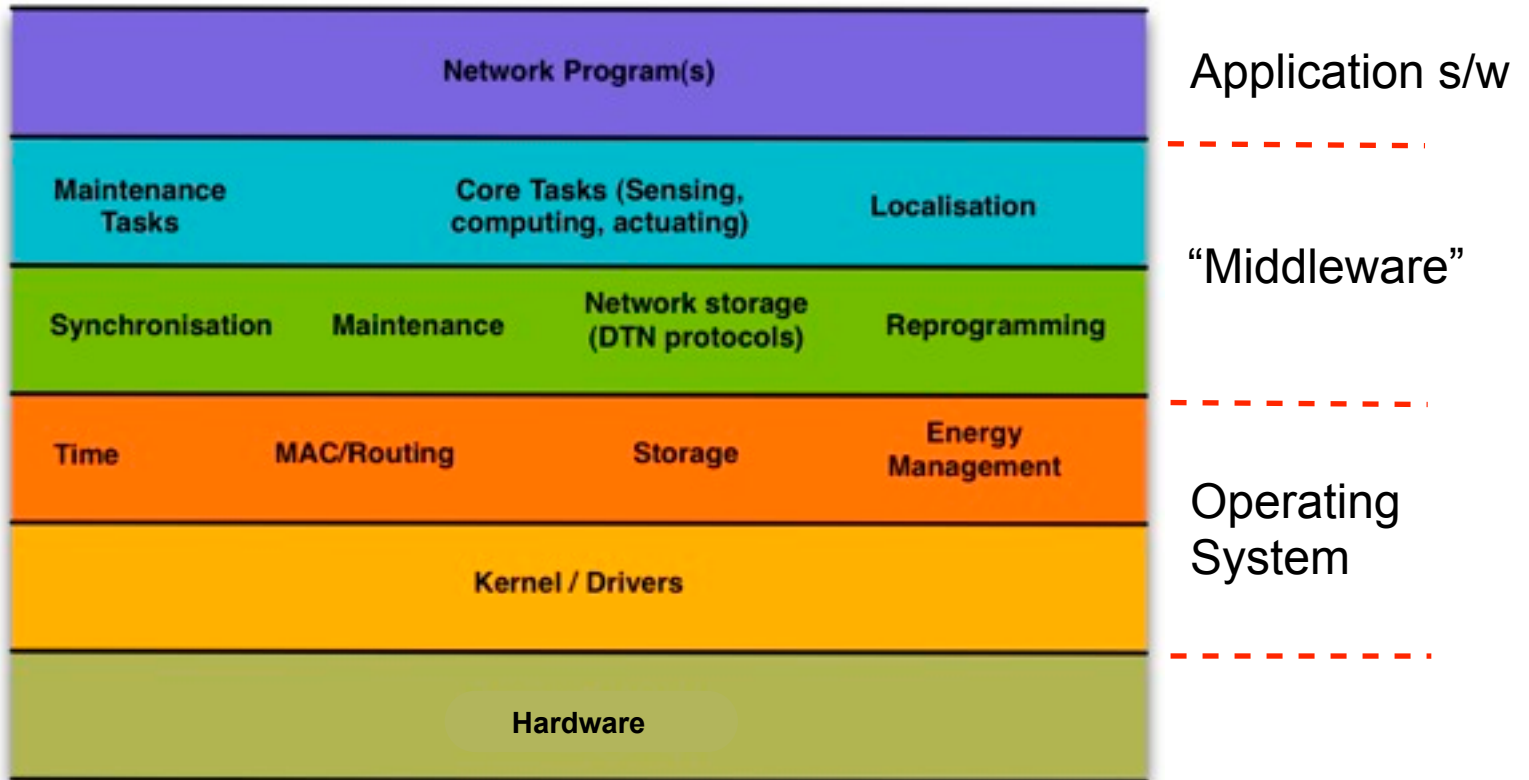 Network Program(s)
Application s/w
Maintenance
Tasks
Core Tasks (Sensing,
computing, actuating)
Localisation
“Middleware”
Synchronisation
Maintenance
Network storage
(DTN protocols)
Reprogramming
Time
MAC/Routing
Storage
Energy
Management
Operating
System
Kernel / Drivers
Hardware